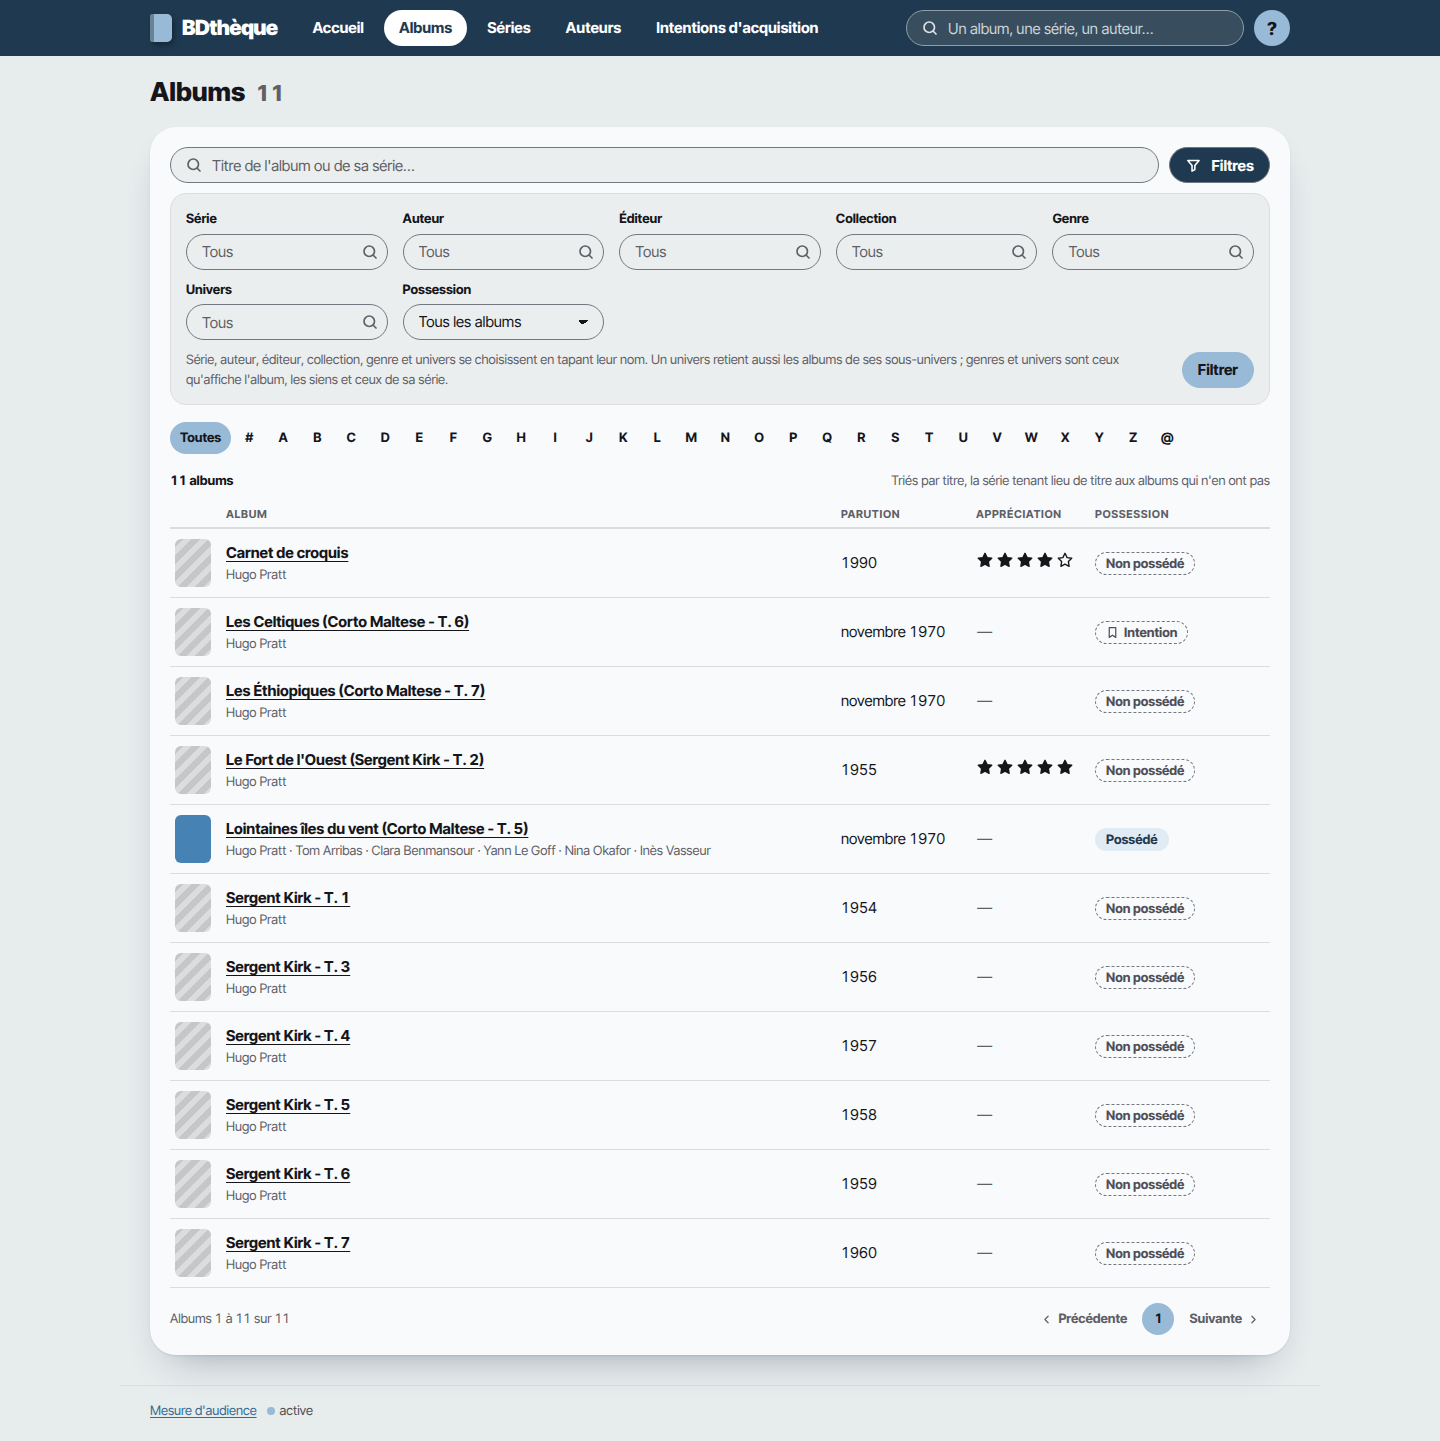 BDthèque Accueil Albums Séries Auteurs Intentions d'acquisition Un album, une série, un auteur... ?
Albums 11
Titre de l'album ou de sa série... Filtres
Série Auteur Éditeur Collection Genre
Tous Tous Tous Tous Tous
Univers Possession
Tous Tous les albums
Série, auteur, éditeur, collection, genre et univers se choisissent en tapant leur nom. Un univers retient aussi les albums de ses sous-univers ; genres et univers sont ceux
qu'affiche l'album, les siens et ceux de sa série.
Filtrer
Toutes # A B C D E F G H I J K L M N O P Q R S T U V W X Y Z @
11 albums Triés par titre, la série tenant lieu de titre aux albums qui n'en ont pas
ALBUM PARUTION APPRÉCIATION POSSESSION
Carnet de croquis
Hugo Pratt
1990 Non possédé
Les Celtiques (Corto Maltese - T. 6)
Hugo Pratt
novembre 1970 — Intention
Les Éthiopiques (Corto Maltese - T. 7)
Hugo Pratt
novembre 1970 — Non possédé
Le Fort de l'Ouest (Sergent Kirk - T. 2)
Hugo Pratt
1955 Non possédé
Lointaines îles du vent (Corto Maltese - T. 5)
Hugo Pratt · Tom Arribas · Clara Benmansour · Yann Le Goff · Nina Okafor · Inès Vasseur
novembre 1970 — Possédé
Sergent Kirk - T. 1
Hugo Pratt
1954 — Non possédé
Sergent Kirk - T. 3
Hugo Pratt
1956 — Non possédé
Sergent Kirk - T. 4
Hugo Pratt
1957 — Non possédé
Sergent Kirk - T. 5
Hugo Pratt
1958 — Non possédé
Sergent Kirk - T. 6
Hugo Pratt
1959 — Non possédé
Sergent Kirk - T. 7
Hugo Pratt
1960 — Non possédé
Albums 1 à 11 sur 11 Précédente 1 Suivante
Mesure d'audience active